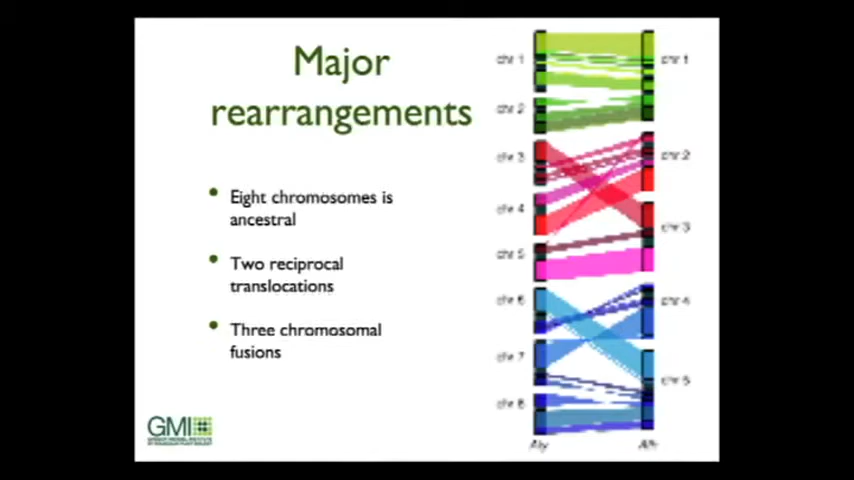 Major
rearrangements
Eight chromosomes is
ancestral
Two reciprocal
translocations
Three chromosomal
fusions
GMI
chr 1
chr 2
chr 3
chr 4
chr 5
chr 6
chr 7
chr 8
chr 1
chr 2
chr 3
chr 4
chr 5
Aly
Ath